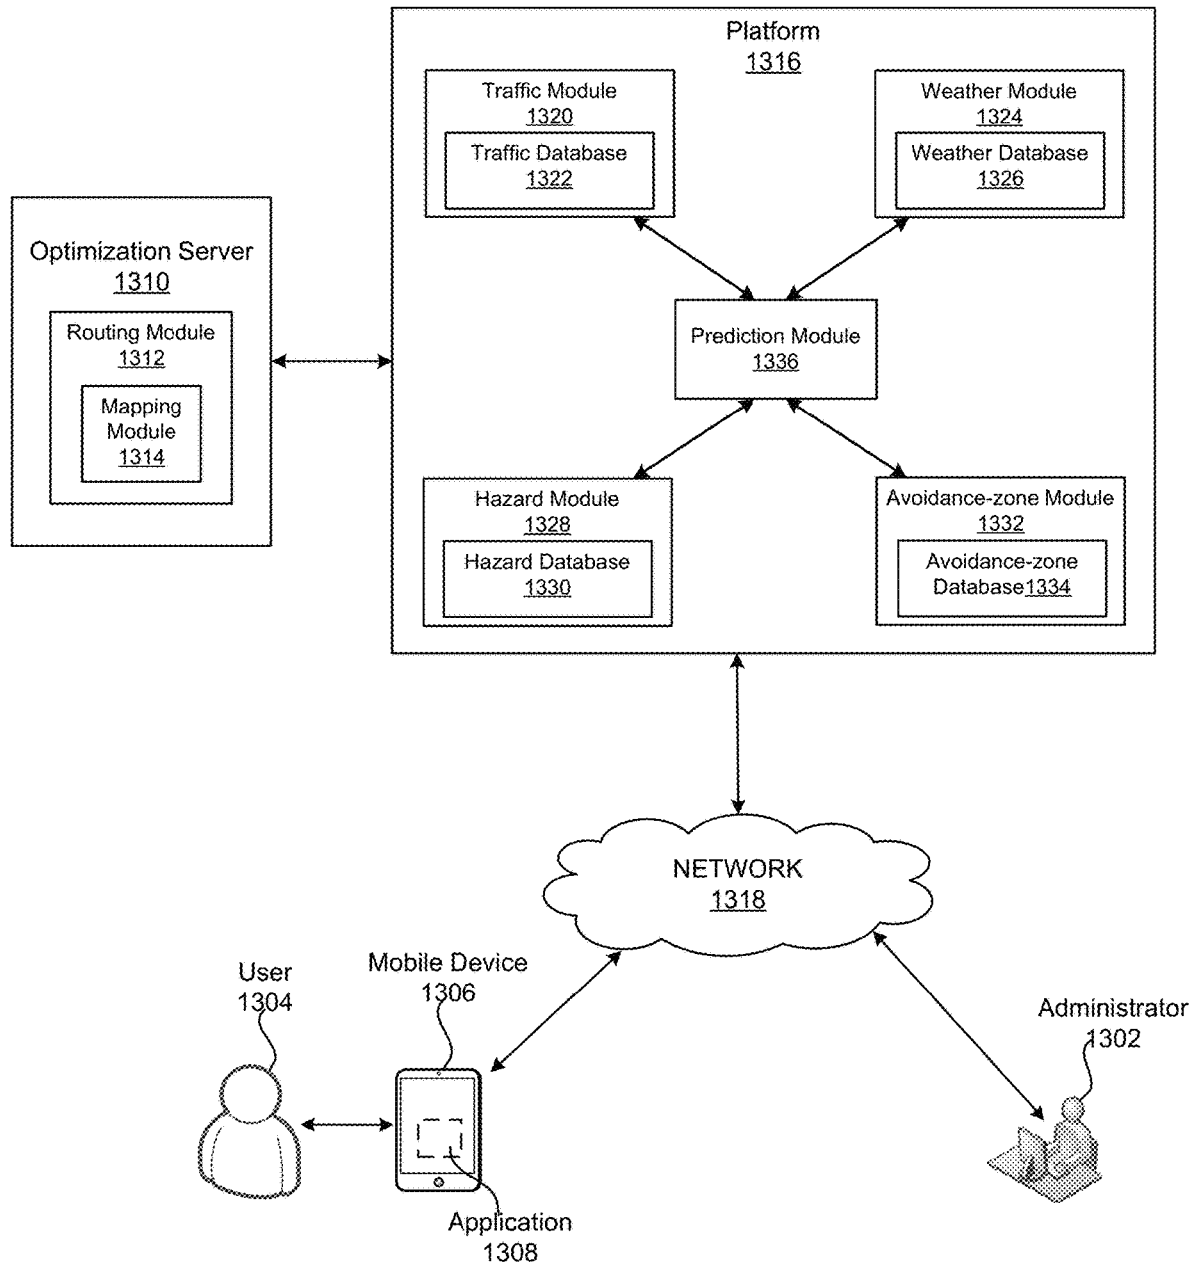 Platform
1316
Traffic Module
1320
Traffic Database
1322
Weather Module
1324
Weather Database
1326
Optimization Server
1310
Routing Module
1312
Mapping
Module
1314
Prediction Module
1336
Hazard Module
1328
Hazard Database
1330
Avoidance-zone Module
1332
Avoidance-zone
Database1334
NETWORK
1318
User
1304
Mobile Device
1306
Administrator
1302
Application
1308